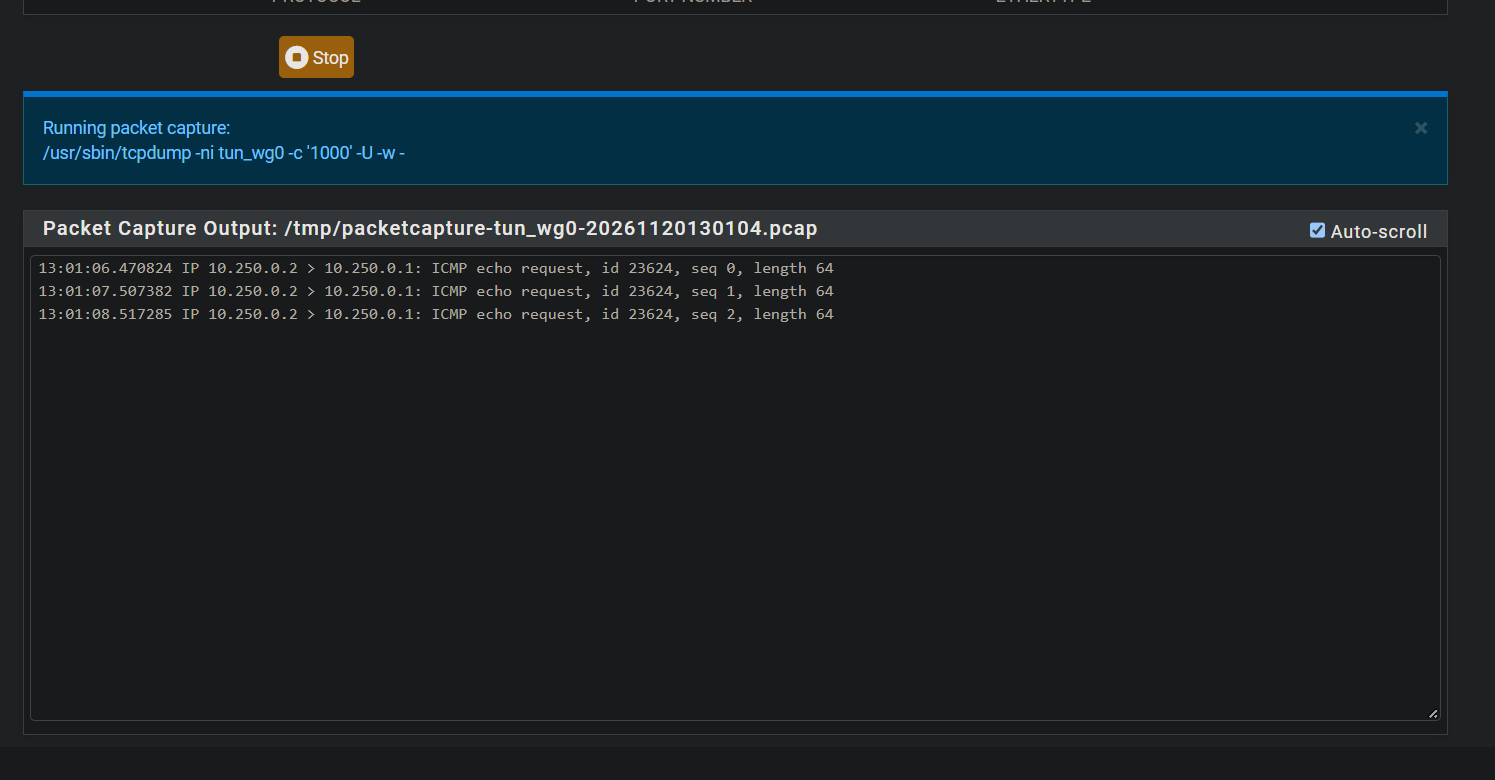 PROTOCOL PORT NUMBER ETHERTYPE
Stop
Running packet capture:
/usr/sbin/tcpdump -ni tun_wg0 -c '1000' -U -w -
Packet Capture Output: /tmp/packetcapture-tun_wg0-20261120130104.pcap
Auto-scroll
13:01:06.470824 IP 10.250.0.2 > 10.250.0.1: ICMP echo request, id 23624, seq 0, length 64
13:01:07.507382 IP 10.250.0.2 > 10.250.0.1: ICMP echo request, id 23624, seq 1, length 64
13:01:08.517285 IP 10.250.0.2 > 10.250.0.1: ICMP echo request, id 23624, seq 2, length 64